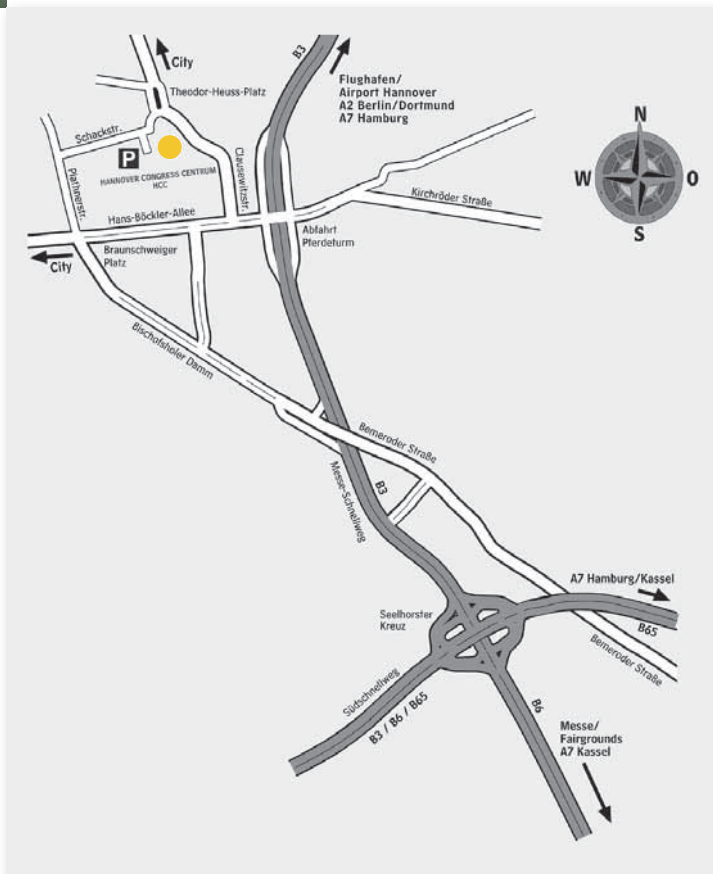 B3
City
Flughafen/
Airport Hannover
A2 Berlin/Dortmund
A7 Hamburg
Theodor-Heuss-Platz
Schackstr.
P
HANNOVER CONGRESS CENTRUM
HCC
Plathnerstr.
Clausewitzstr.
N
W
O
S
Kirchröder Straße
Hans-Böckler-Allee
Abfahrt
Pferdeturm
Braunschweiger
Platz
City
Bischofsholer Damm
Bemeroder Straße
Messe-Schnellweg
B3
A7 Hamburg/Kassel
Seelhorster
Kreuz
B65
Bemeroder Straße
Südschnellweg
B3 / B6 / B65
B6
Messe/
Fairgrounds
A7 Kassel